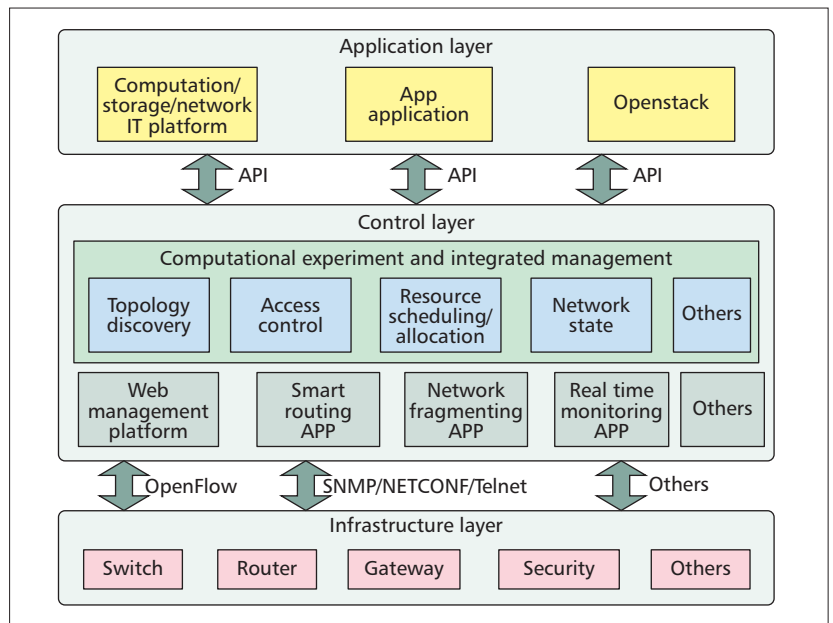 Application layer
Computation/
storage/network
IT platform
App
application
Openstack
API
API
API
Control layer
Computational experiment and integrated management
Topology
discovery
Access
control
Resource
scheduling/
allocation
Network
state
Others
Web
management
platform
Smart
routing
APP
Network
fragmenting
APP
Real time
monitoring
APP
Others
OpenFlow
SNMP/NETCONF/Telnet
Others
Infrastructure layer
Switch
Router
Gateway
Security
Others